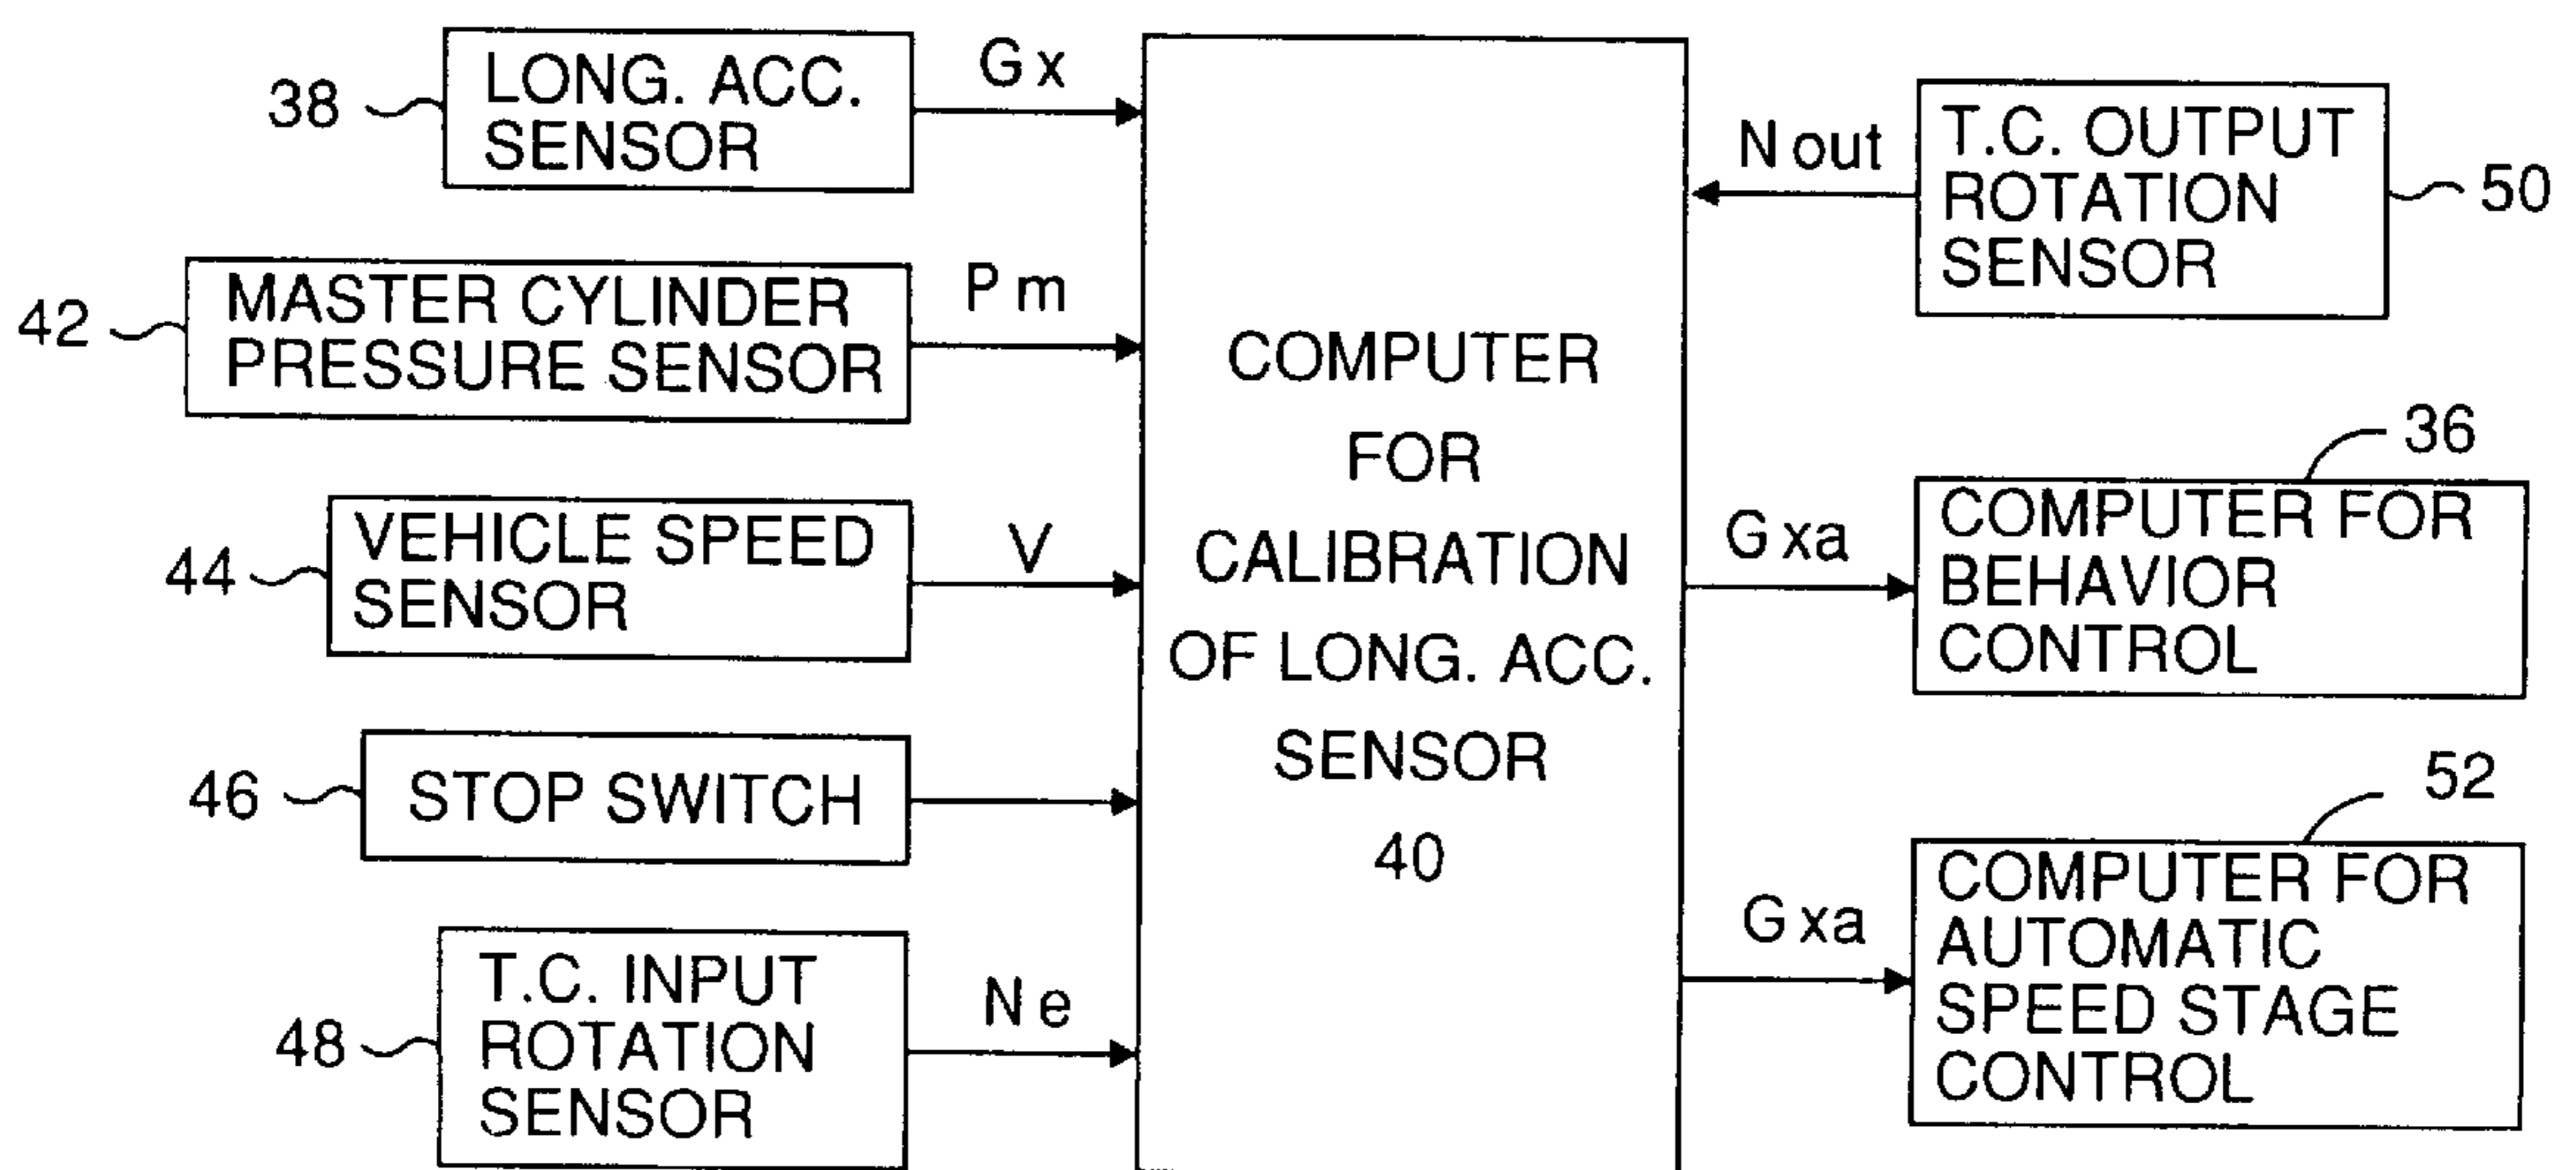 38
LONG. ACC.
SENSOR
Gx
42
MASTER CYLINDER
PRESSURE SENSOR
Pm
44
VEHICLE SPEED
SENSOR
V
46
STOP SWITCH
48
T.C. INPUT
ROTATION
SENSOR
Ne
COMPUTER
FOR
CALIBRATION
OF LONG. ACC.
SENSOR
40
Nout
T.C. OUTPUT
ROTATION
SENSOR
50
Gxa
36
COMPUTER FOR
BEHAVIOR
CONTROL
Gxa
52
COMPUTER FOR
AUTOMATIC
SPEED STAGE
CONTROL